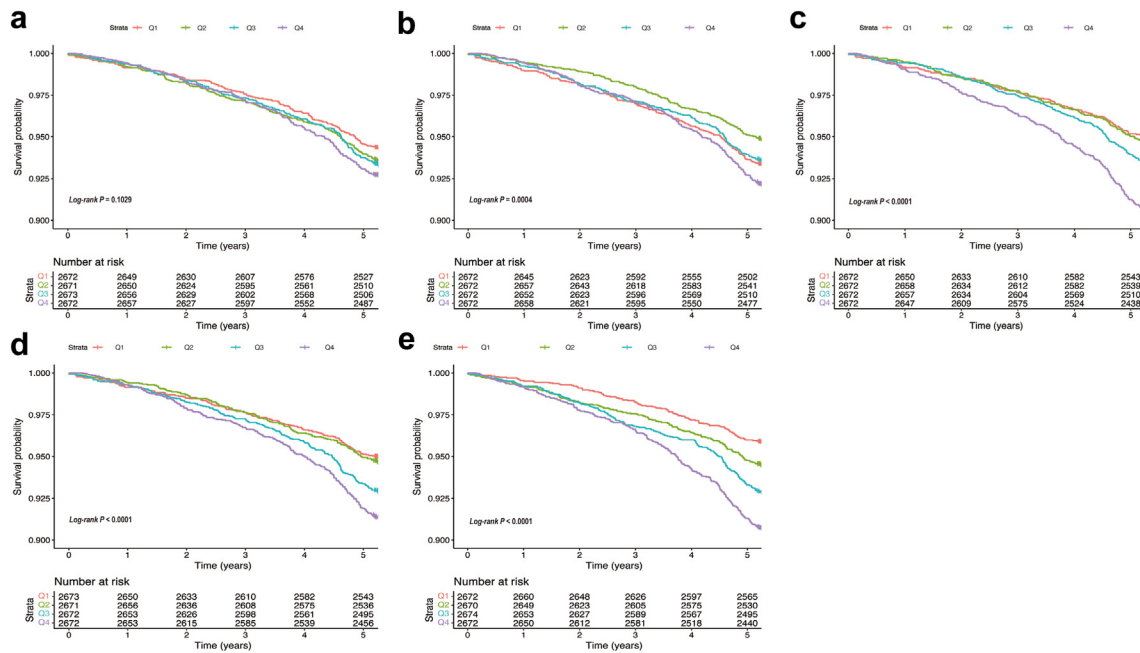 a
Strata Q1 Q2 Q3 Q4
Survival probability
1.000
0.975
0.950
0.925
0.900
Log-rank P = 0.1029
0 1 2 3 4 5
Time (years)
Number at risk
Strata
Q1 2672 2649 2630 2607 2576 2527
Q2 2671 2650 2624 2595 2561 2510
Q3 2673 2656 2629 2602 2568 2506
Q4 2672 2657 2627 2597 2552 2487
0 1 2 3 4 5
Time (years)
b
Strata Q1 Q2 Q3 Q4
Survival probability
1.000
0.975
0.950
0.925
0.900
Log-rank P = 0.0004
0 1 2 3 4 5
Time (years)
Number at risk
Strata
Q1 2672 2645 2623 2592 2555 2502
Q2 2672 2657 2643 2618 2583 2541
Q3 2672 2652 2623 2596 2569 2510
Q4 2672 2658 2621 2595 2550 2477
0 1 2 3 4 5
Time (years)
c
Strata Q1 Q2 Q3 Q4
Survival probability
1.000
0.975
0.950
0.925
0.900
Log-rank P < 0.0001
0 1 2 3 4 5
Time (years)
Number at risk
Strata
Q1 2672 2650 2633 2610 2582 2543
Q2 2672 2658 2634 2612 2582 2539
Q3 2672 2657 2634 2604 2569 2510
Q4 2672 2647 2609 2575 2524 2438
0 1 2 3 4 5
Time (years)
d
Strata Q1 Q2 Q3 Q4
Survival probability
1.000
0.975
0.950
0.925
0.900
Log-rank P < 0.0001
0 1 2 3 4 5
Time (years)
Number at risk
Strata
Q1 2673 2650 2633 2610 2582 2543
Q2 2671 2656 2636 2608 2575 2536
Q3 2672 2653 2626 2598 2561 2495
Q4 2672 2653 2615 2585 2539 2456
0 1 2 3 4 5
Time (years)
e
Strata Q1 Q2 Q3 Q4
Survival probability
1.000
0.975
0.950
0.925
0.900
Log-rank P < 0.0001
0 1 2 3 4 5
Time (years)
Number at risk
Strata
Q1 2672 2660 2648 2626 2597 2565
Q2 2670 2649 2623 2605 2575 2530
Q3 2674 2653 2627 2589 2567 2495
Q4 2672 2650 2612 2581 2518 2440
0 1 2 3 4 5
Time (years)